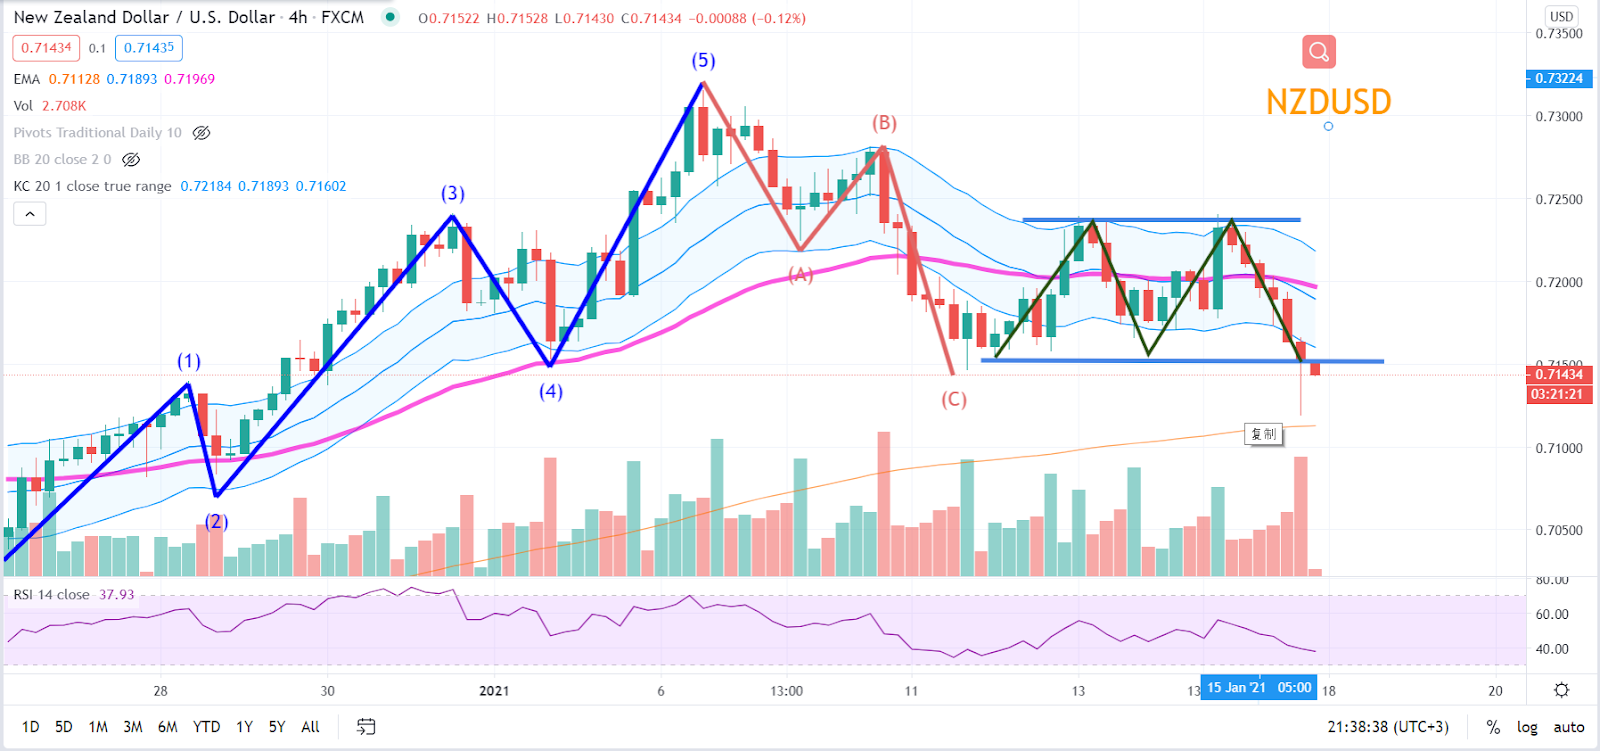 New Zealand Dollar / U.S. Dollar · 4h · FXCM O0.71522 H0.71528 L0.71430 C0.71434 −0.00088 (−0.12%)
0.71434 0.1 0.71435
EMA 0.71128 0.71893 0.71969
Vol 2.708K
Pivots Traditional Daily 10
BB 20 close 2 0
KC 20 1 close true range 0.72184 0.71893 0.71602
NZDUSD
(1)
(2)
(3)
(4)
(5)
(A)
(B)
(C)
复制
USD
0.73500
0.73224
0.73000
0.72500
0.72000
0.71500
0.71434
03:21:21
0.71000
0.70500
RSI 14 close 37.93
80.00
60.00
40.00
28 30 2021 6 13:00 11 13 13 15 Jan '21 05:00 18 20
1D 5D 1M 3M 6M YTD 1Y 5Y All 21:38:38 (UTC+3) % log auto